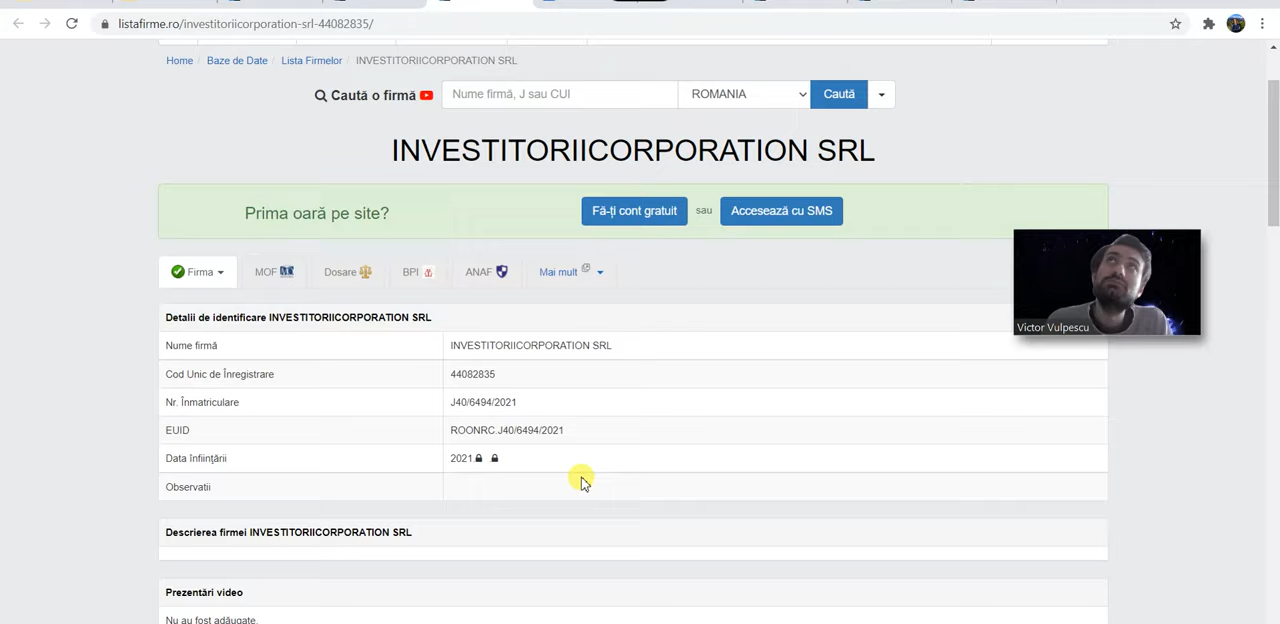 listafirme.ro/investitoriicorporation-srl-44082835/
Home / Baze de Date / Lista Firmelor / INVESTITORIICORPORATION SRL
Caută o firmă Nume firmă, J sau CUI ROMANIA Caută
INVESTITORIICORPORATION SRL
Prima oară pe site? Fă-ți cont gratuit sau Accesează cu SMS
Firma MOF Dosare BPI ANAF Mai mult
Detalii de identificare INVESTITORIICORPORATION SRL
Nume firmă INVESTITORIICORPORATION SRL
Cod Unic de Înregistrare 44082835
Nr. Înmatriculare J40/6494/2021
EUID ROONRC.J40/6494/2021
Data înființării 2021
Observatii
Victor Vulpescu
Descrierea firmei INVESTITORIICORPORATION SRL
Prezentări video
Nu au fost adăugate.